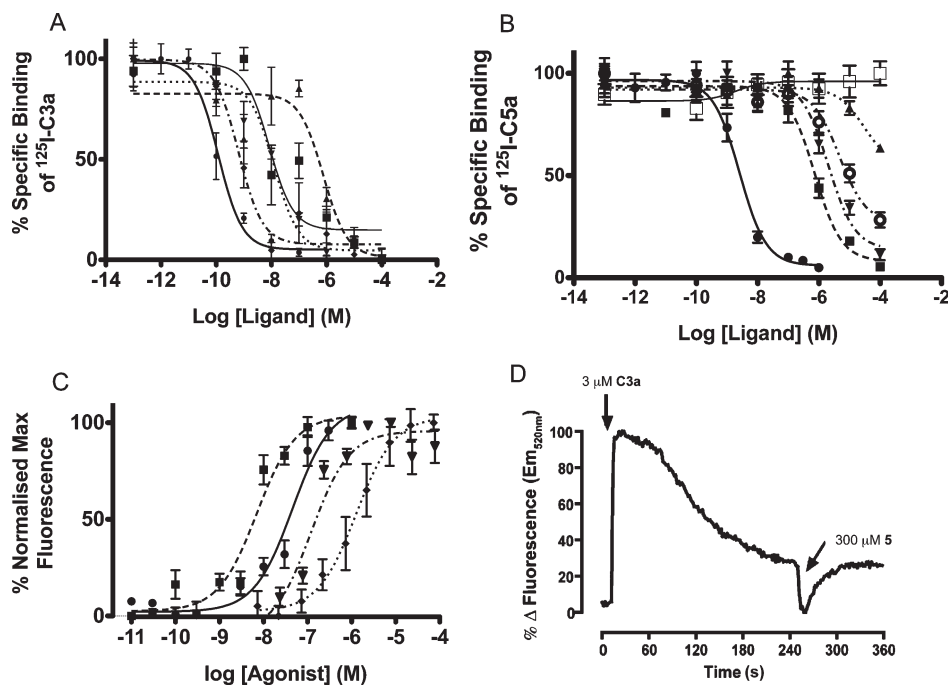 A
% Specific Binding
of ¹²⁵I-C3a
100
50
0
-14 -12 -10 -8 -6 -4 -2
Log [Ligand] (M)
B
% Specific Binding
of ¹²⁵I-C5a
100
50
0
-14 -12 -10 -8 -6 -4 -2
Log [Ligand] (M)
C
% Normalised Max
Fluorescence
100
50
0
-11 -10 -9 -8 -7 -6 -5 -4
log [Agonist] (M)
D
3 µM C3a
% Δ Fluorescence (Em520nm)
100
80
60
40
20
0
300 µM 5
0 60 120 180 240 300 360
Time (s)